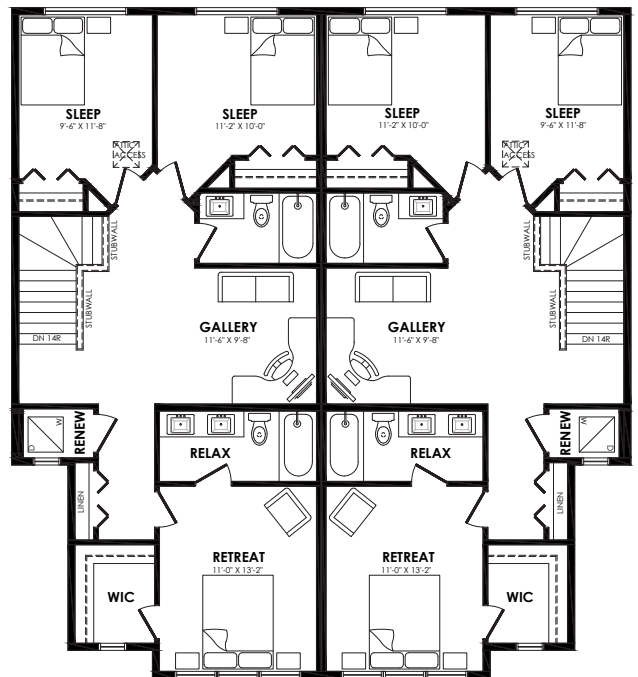 SLEEP
9'-6" X 11'-8"
SLEEP
11'-2" X 10'-0"
SLEEP
11'-2" X 10'-0"
SLEEP
9'-6" X 11'-8"
ATTIC
ACCESS
ATTIC
ACCESS
STUBWALL
STUBWALL
STUBWALL
STUBWALL
GALLERY
11'-6" X 9'-8"
GALLERY
11'-6" X 9'-8"
DN 14R
DN 14R
W
D
RENEW
RELAX
RELAX
RENEW
W
D
LINEN
LINEN
RETREAT
11'-0" X 13'-2"
RETREAT
11'-0" X 13'-2"
WIC
WIC